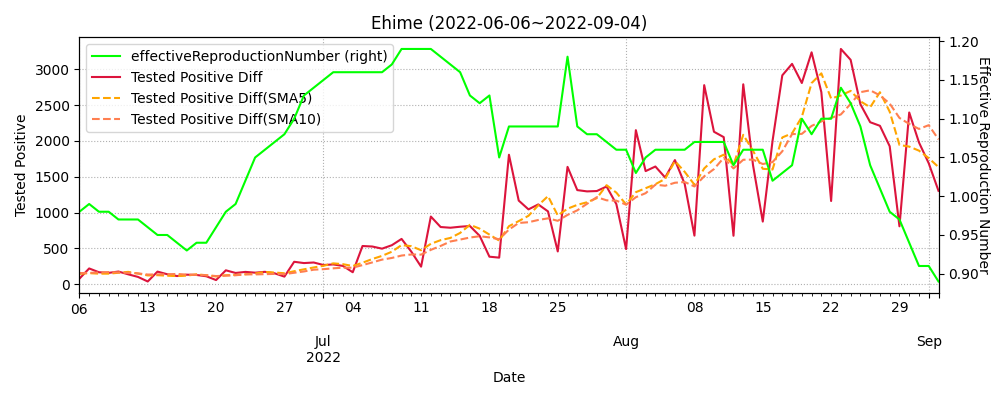 Ehime (2022-06-06~2022-09-04)
effectiveReproductionNumber (right)
Tested Positive Diff
Tested Positive Diff(SMA5)
Tested Positive Diff(SMA10)
Tested Positive
3000
2500
2000
1500
1000
500
0
1.20
1.15
1.10
1.05
1.00
0.95
0.90
Effective Reproduction Number
06 13 20 27 04 11 18 25 08 15 22 29
Jul Aug Sep
2022
Date